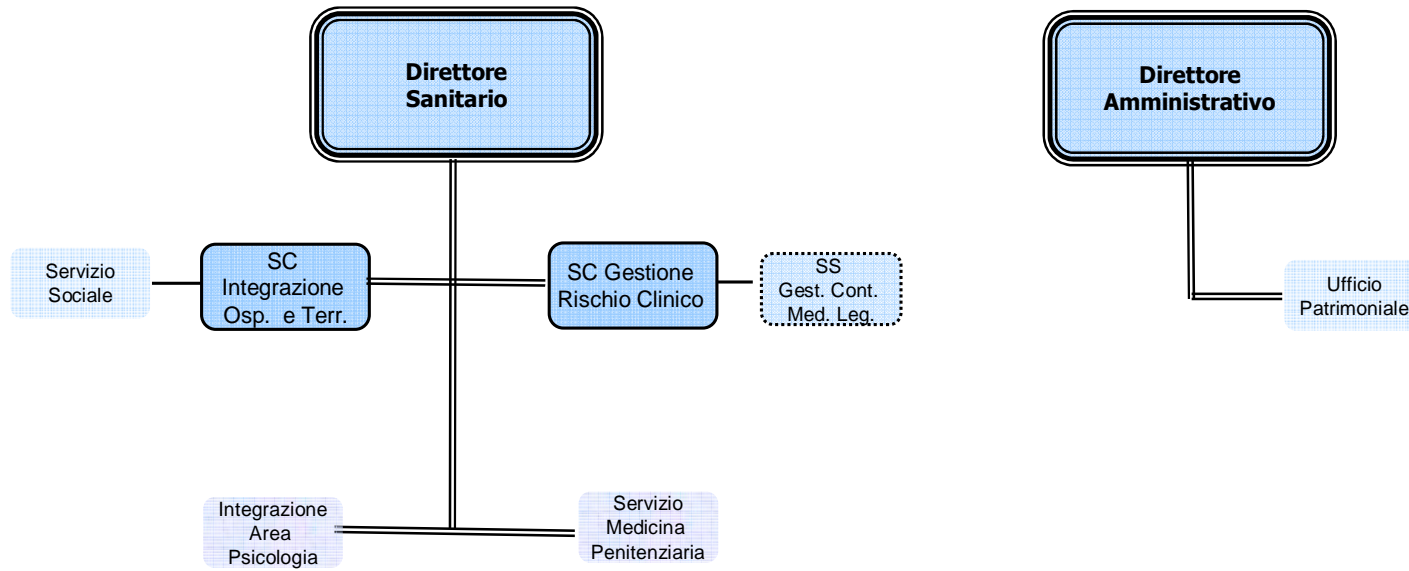 Direttore
Sanitario
Direttore
Amministrativo
Servizio
Sociale
SC
Integrazione
Osp. e Terr.
SC Gestione
Rischio Clinico
SS
Gest. Cont.
Med. Leg.
Ufficio
Patrimoniale
Integrazione
Area
Psicologia
Servizio
Medicina
Penitenziaria